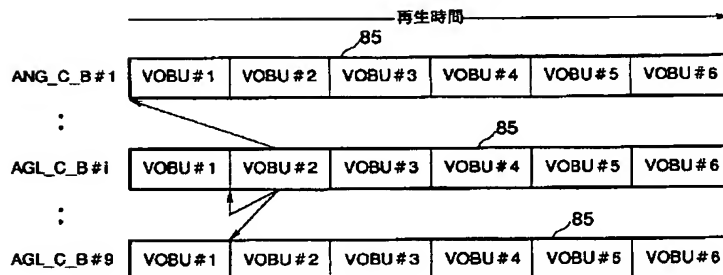 再生時間
85
ANG_C_B#1 VOBU#1 VOBU#2 VOBU#3 VOBU#4 VOBU#5 VOBU#6
:
85
AGL_C_B#i VOBU#1 VOBU#2 VOBU#3 VOBU#4 VOBU#5 VOBU#6
:
85
AGL_C_B#9 VOBU#1 VOBU#2 VOBU#3 VOBU#4 VOBU#5 VOBU#6